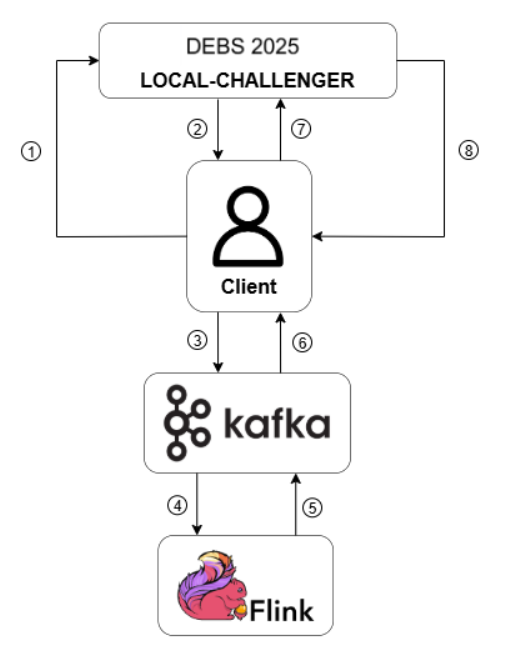 DEBS 2025
LOCAL-CHALLENGER
① ② ⑦ ⑧
Client
③ ⑥
kafka
④ ⑤
Flink